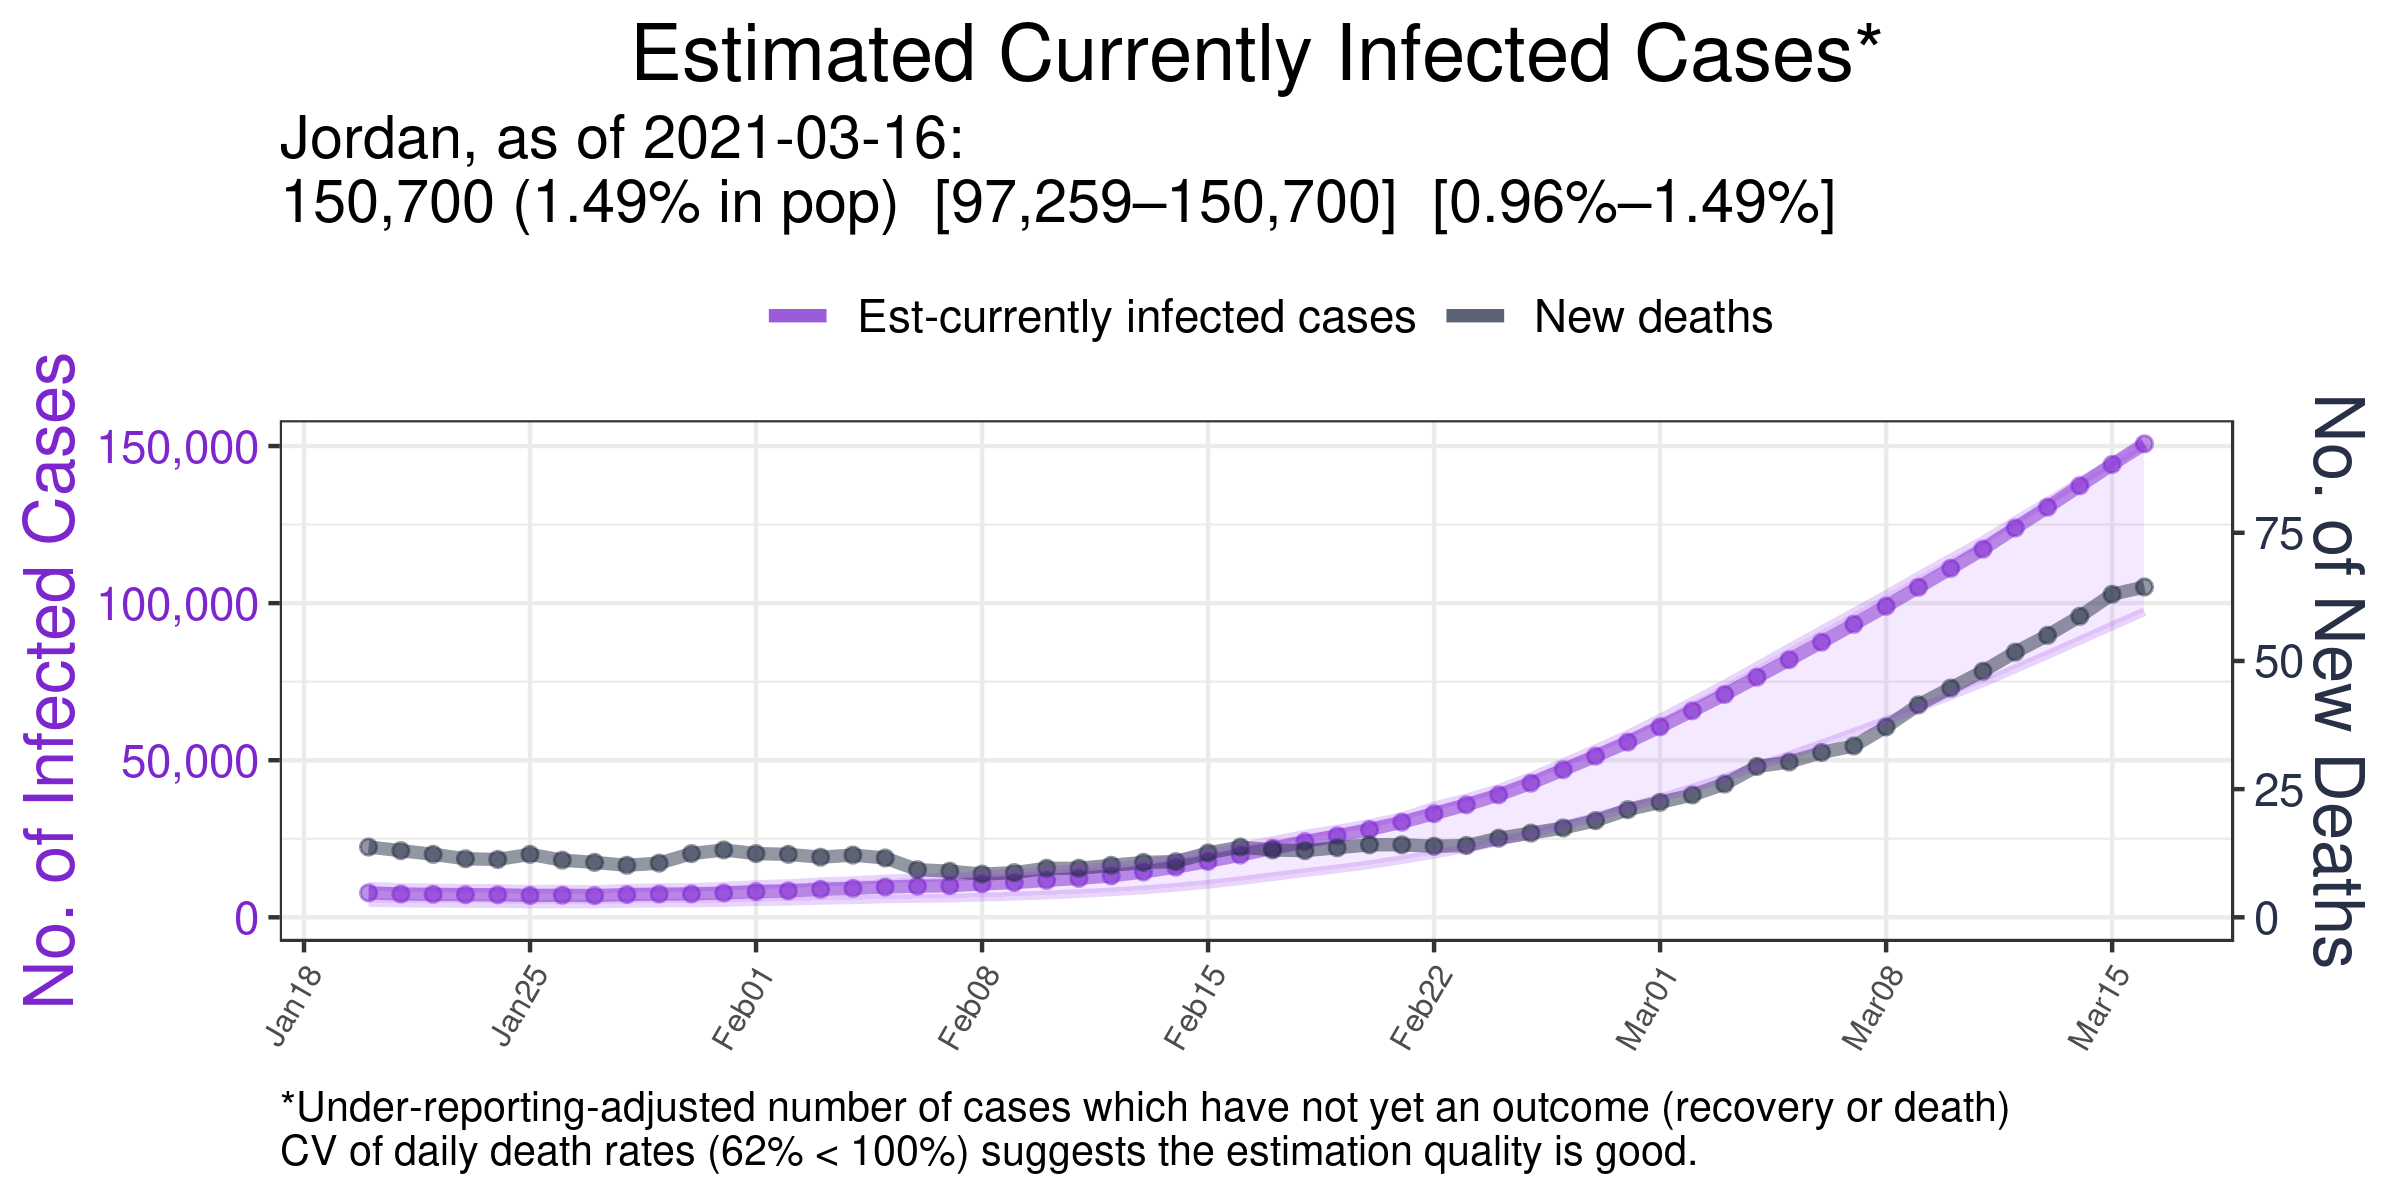 Estimated Currently Infected Cases*
Jordan, as of 2021-03-16:
150,700 (1.49% in pop)  [97,259–150,700]  [0.96%–1.49%]
Est-currently infected cases
New deaths
No. of Infected Cases
150,000
100,000
50,000
0
No. of New Deaths
75
50
25
0
Jan18
Jan25
Feb01
Feb08
Feb15
Feb22
Mar01
Mar08
Mar15
*Under-reporting-adjusted number of cases which have not yet an outcome (recovery or death)
CV of daily death rates (62% < 100%) suggests the estimation quality is good.